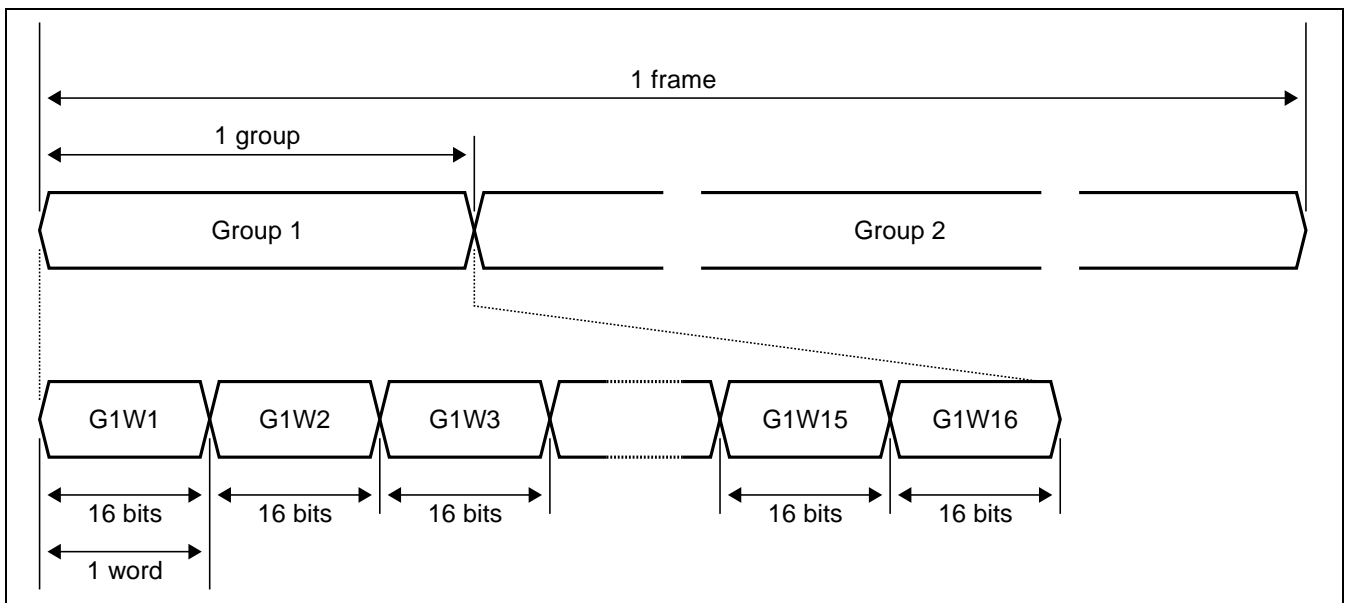 1 frame
1 group
Group 1
Group 2
G1W1
G1W2
G1W3
G1W15
G1W16
16 bits
16 bits
16 bits
16 bits
16 bits
1 word